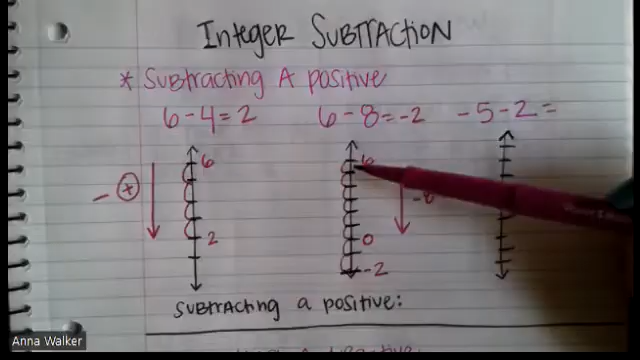 Integer SUBTRACTION
* Subtracting A positive
6-4=2 6-8=-2 -5-2=
6 6
- + -8
2 0
-2
SUBTRACTING a positive:
Anna Walker